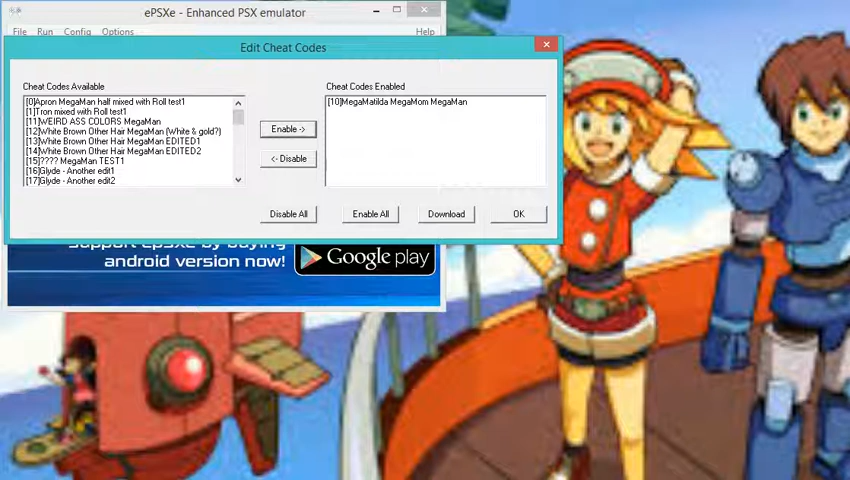 ePSXe - Enhanced PSX emulator
File Run Config Options Help
Edit Cheat Codes
Cheat Codes Available
[0]Apron MegaMan half mixed with Roll test1
[1]Tron mixed with Roll test1
[11]WEIRD ASS COLORS MegaMan
[12]White Brown Other Hair MegaMan (White & gold?)
[13]White Brown Other Hair MegaMan EDITED1
[14]White Brown Other Hair MegaMan EDITED2
[15]???? MegaMan TEST1
[16]Glyde - Another edit1
[17]Glyde - Another edit2
Enable ->
<- Disable
Cheat Codes Enabled
[10]MegaMatilda MegaMom MegaMan
Disable All
Enable All
Download
OK
support ePSXe by buying
android version now!
Google play